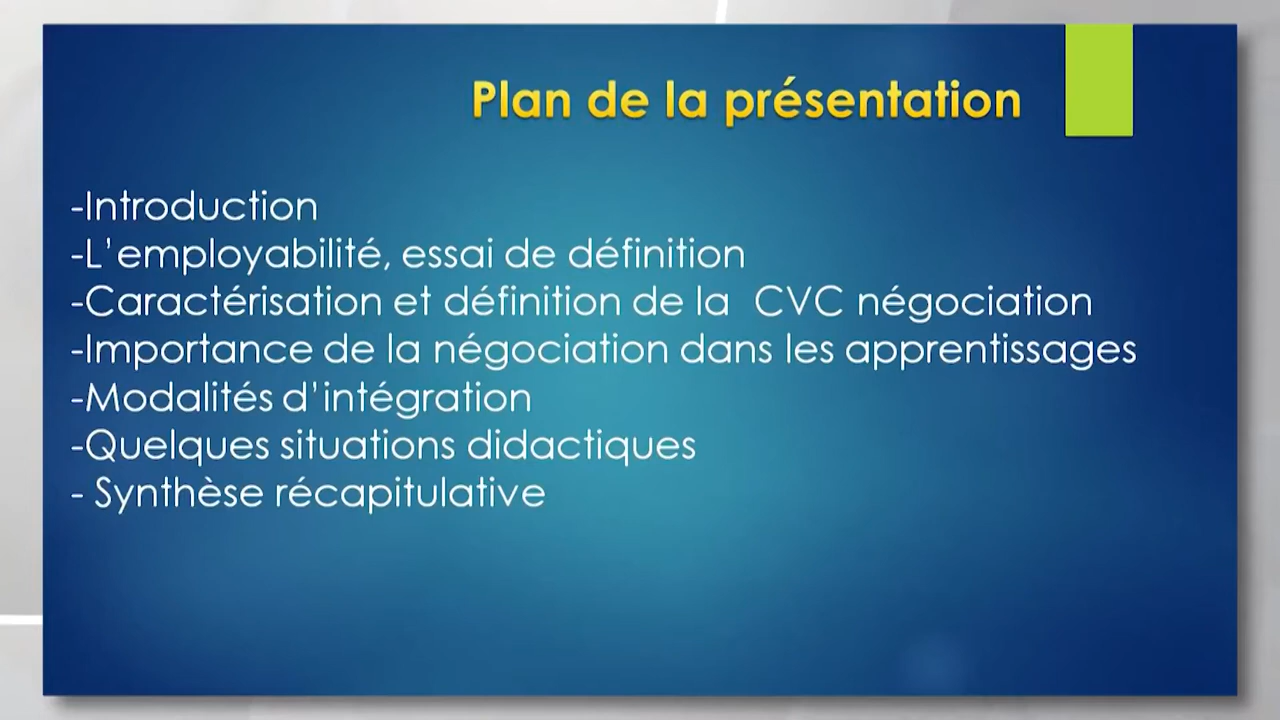 Plan de la présentation
-Introduction
-L'employabilité, essai de définition
-Caractérisation et définition de la CVC négociation
-Importance de la négociation dans les apprentissages
-Modalités d'intégration
-Quelques situations didactiques
- Synthèse récapitulative